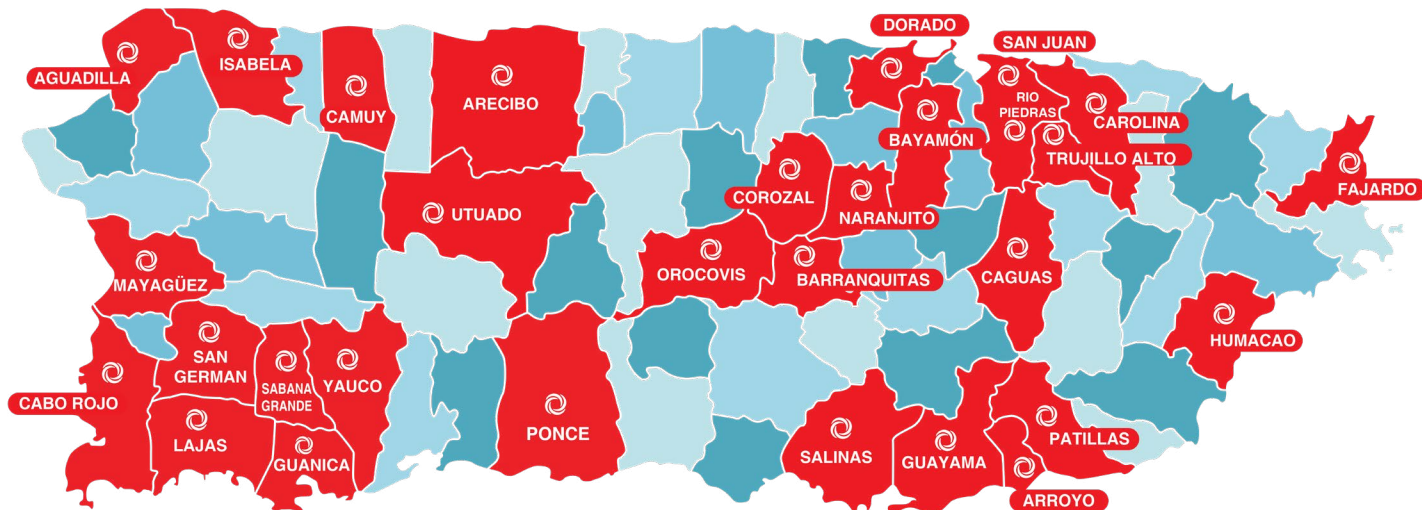 DORADO
SAN JUAN
ISABELA
AGUADILLA
ARECIBO
RIO
PIEDRAS
CAMUY
CAROLINA
BAYAMÓN
TRUJILLO ALTO
FAJARDO
COROZAL
UTUADO
NARANJITO
OROCOVIS
BARRANQUITAS
CAGUAS
MAYAGÜEZ
HUMACAO
SAN
GERMAN
SABANA
GRANDE
YAUCO
CABO ROJO
PONCE
LAJAS
PATILLAS
SALINAS
GUAYAMA
GUANICA
ARROYO